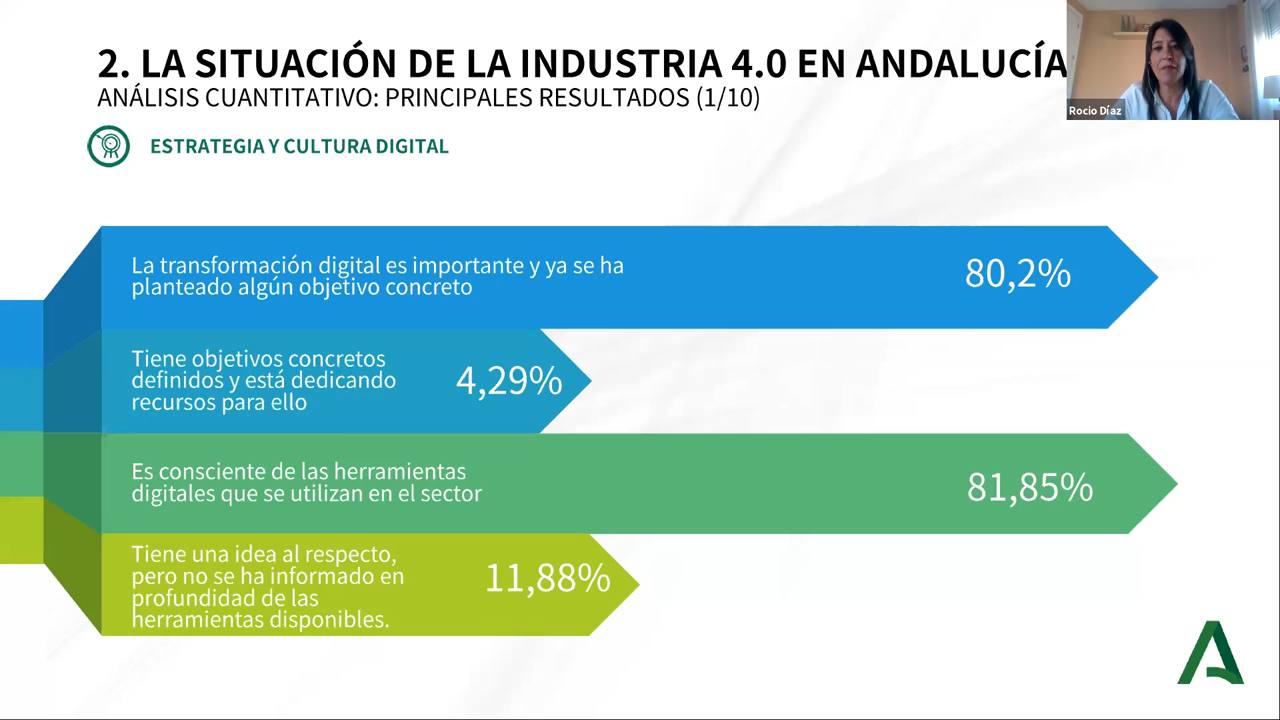 2. LA SITUACIÓN DE LA INDUSTRIA 4.0 EN ANDALUCÍA
ANÁLISIS CUANTITATIVO: PRINCIPALES RESULTADOS (1/10)
Rocio Díaz
ESTRATEGIA Y CULTURA DIGITAL
La transformación digital es importante y ya se ha
planteado algún objetivo concreto
80,2%
Tiene objetivos concretos
definidos y está dedicando
recursos para ello
4,29%
Es consciente de las herramientas
digitales que se utilizan en el sector
81,85%
Tiene una idea al respecto,
pero no se ha informado en
profundidad de las
herramientas disponibles.
11,88%